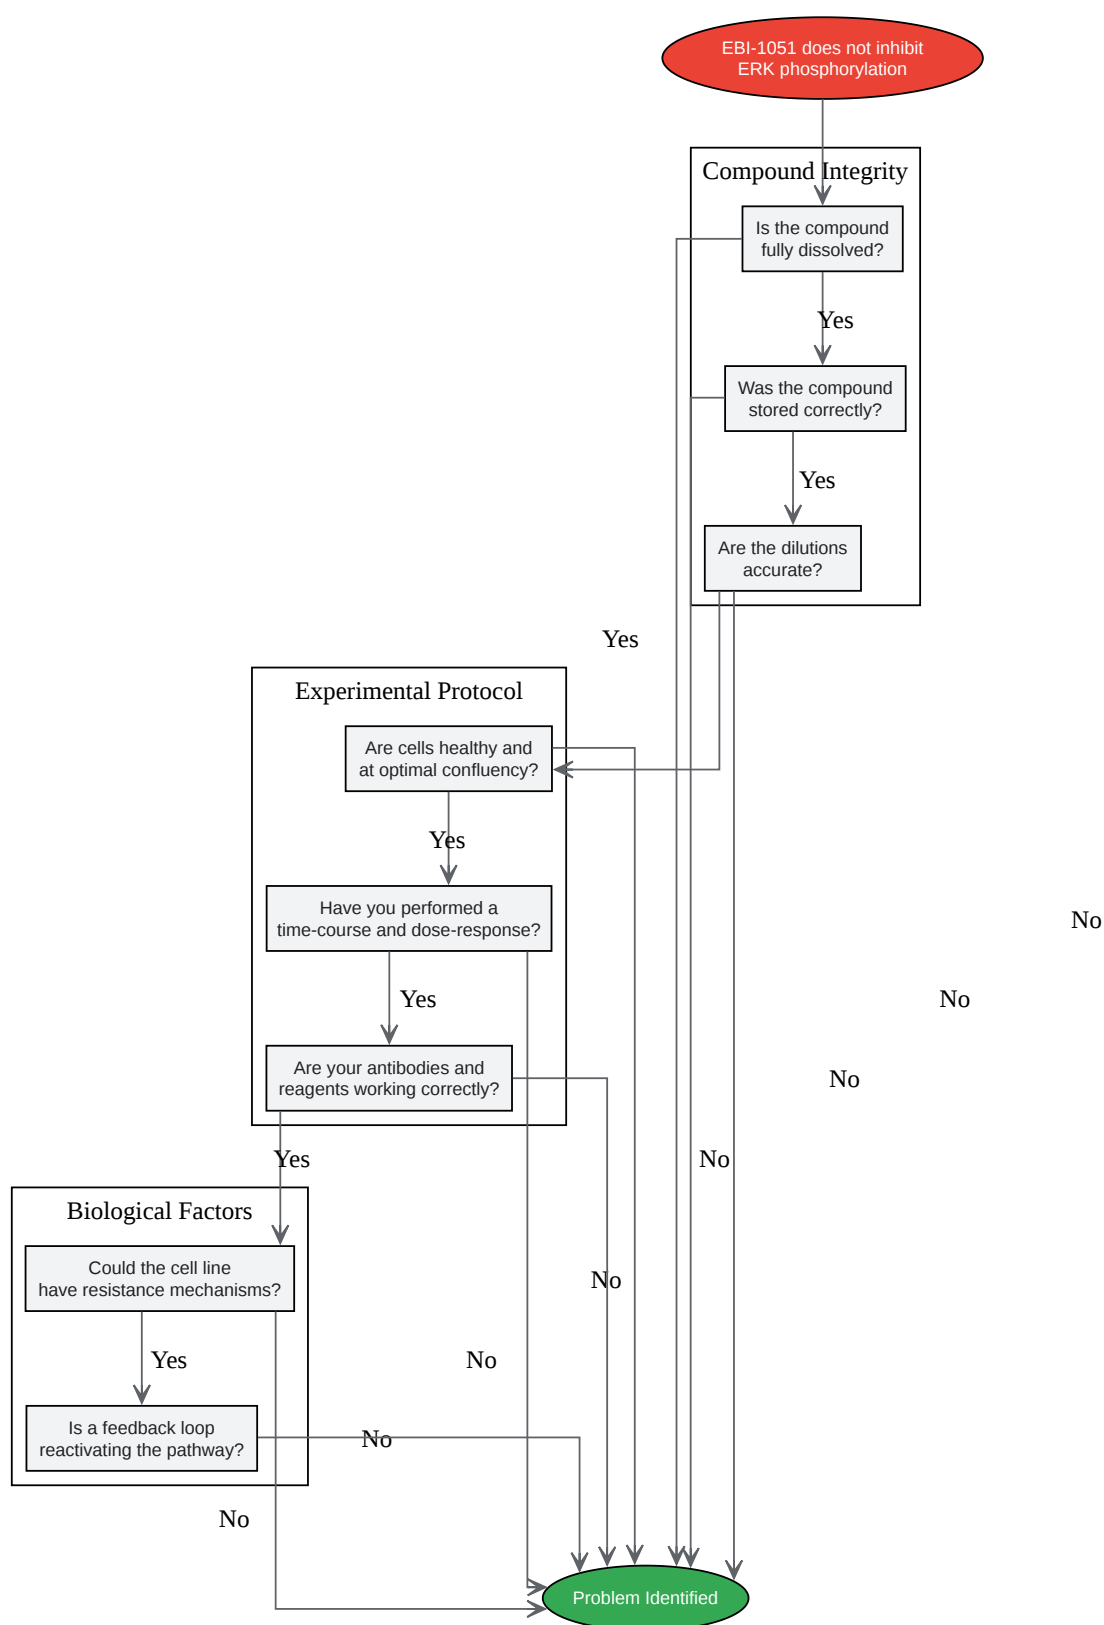 EBI-1051 does not inhibit
ERK phosphorylation
Compound Integrity
Is the compound
fully dissolved?
Yes
Was the compound
stored correctly?
Yes
Are the dilutions
accurate?
Yes
Experimental Protocol
Are cells healthy and
at optimal confluency?
Yes
Have you performed a
time-course and dose-response?
No
Yes
No
Are your antibodies and
reagents working correctly?
No
Yes
No
Biological Factors
Could the cell line
have resistance mechanisms?
No
Yes
No
Is a feedback loop
reactivating the pathway?
No
No
Problem Identified